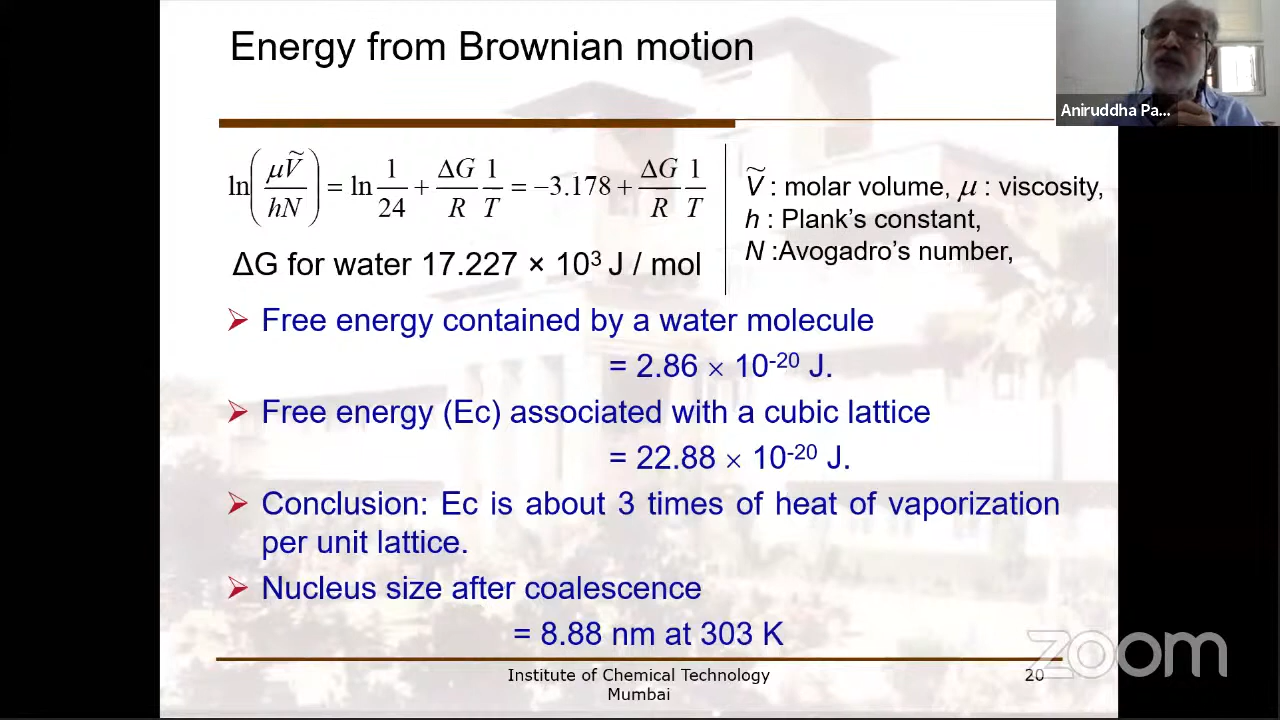 Energy from Brownian motion
Aniruddha Pa...
ln(μṼ/hN) = ln 1/24 + ΔG/R 1/T = −3.178 + ΔG/R 1/T
Ṽ : molar volume, μ : viscosity,
h : Plank's constant,
N :Avogadro's number,
ΔG for water 17.227 × 10³ J / mol
➢ Free energy contained by a water molecule
= 2.86 × 10⁻²⁰ J.
➢ Free energy (Ec) associated with a cubic lattice
= 22.88 × 10⁻²⁰ J.
➢ Conclusion: Ec is about 3 times of heat of vaporization
per unit lattice.
➢ Nucleus size after coalescence
= 8.88 nm at 303 K
zoom
Institute of Chemical Technology
Mumbai
20